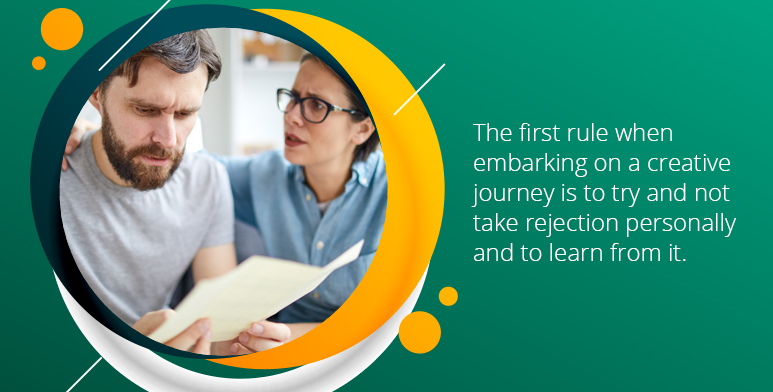 The first rule when
embarking on a creative
journey is to try and not
take rejection personally
and to learn from it.